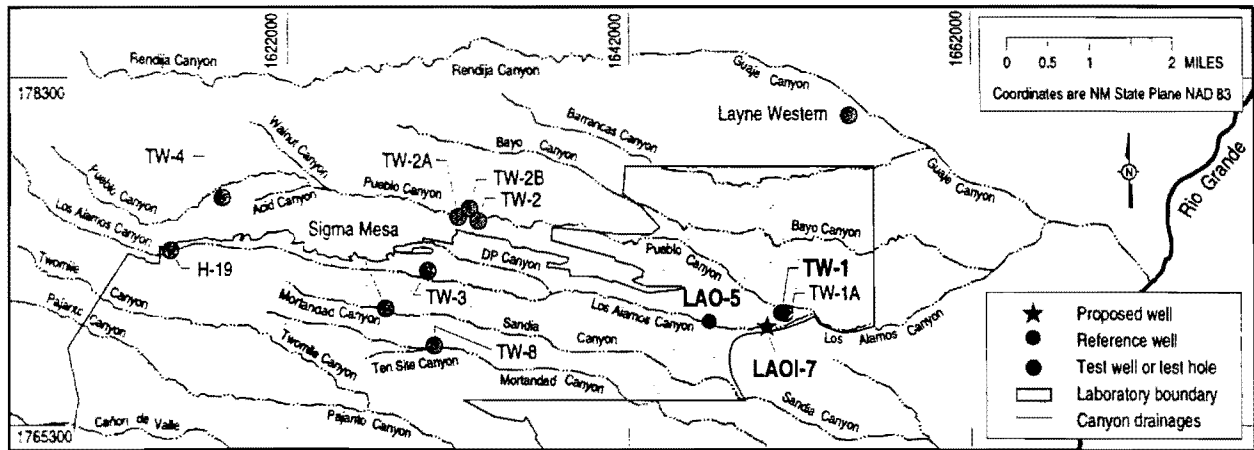 1622000
1642000
1662000
178300
1765300
0 0.5 1 2 MILES
Coordinates are NM State Plane NAD 83
Rendija Canyon
Rendija Canyon
Guaje Canyon
Layne Western
Barrancas Canyon
Bayo Canyon
Walnut Canyon
TW-4
TW-2A
TW-2B
TW-2
Pueblo Canyon
Pueblo Canyon
Acid Canyon
Los Alamos Canyon
Sigma Mesa
Guaje Canyon
N
Rio Grande
Bayo Canyon
Pueblo Canyon
DP Canyon
H-19
TW-3
Twomile Canyon
Pajarito Canyon
Mortandad Canyon
Los Alamos Canyon
LAO-5
TW-1
TW-1A
Los Alamos Canyon
LAOI-7
Sandia Canyon
TW-8
Ten Site Canyon
Twomile Canyon
Mortandad Canyon
Sandia Canyon
Pajarito Canyon
Cañon de Valle
Proposed well
Reference well
Test well or test hole
Laboratory boundary
Canyon drainages